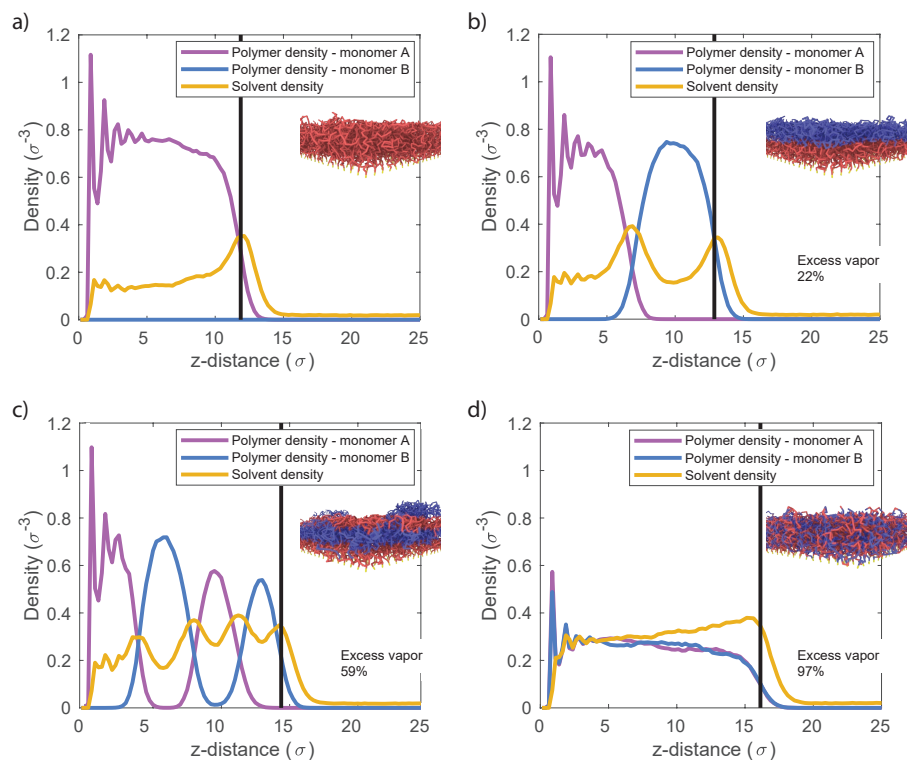 a)
1.2
1
0.8
0.6
0.4
0.2
0
Density (σ⁻³)
Polymer density - monomer A
Polymer density - monomer B
Solvent density
0 5 10 15 20 25
z-distance (σ)
b)
1.2
1
0.8
0.6
0.4
0.2
0
Density (σ⁻³)
Polymer density - monomer A
Polymer density - monomer B
Solvent density
Excess vapor
22%
0 5 10 15 20 25
z-distance (σ)
c)
1.2
1
0.8
0.6
0.4
0.2
0
Density (σ⁻³)
Polymer density - monomer A
Polymer density - monomer B
Solvent density
Excess vapor
59%
0 5 10 15 20 25
z-distance (σ)
d)
1.2
1
0.8
0.6
0.4
0.2
0
Density (σ⁻³)
Polymer density - monomer A
Polymer density - monomer B
Solvent density
Excess vapor
97%
0 5 10 15 20 25
z-distance (σ)